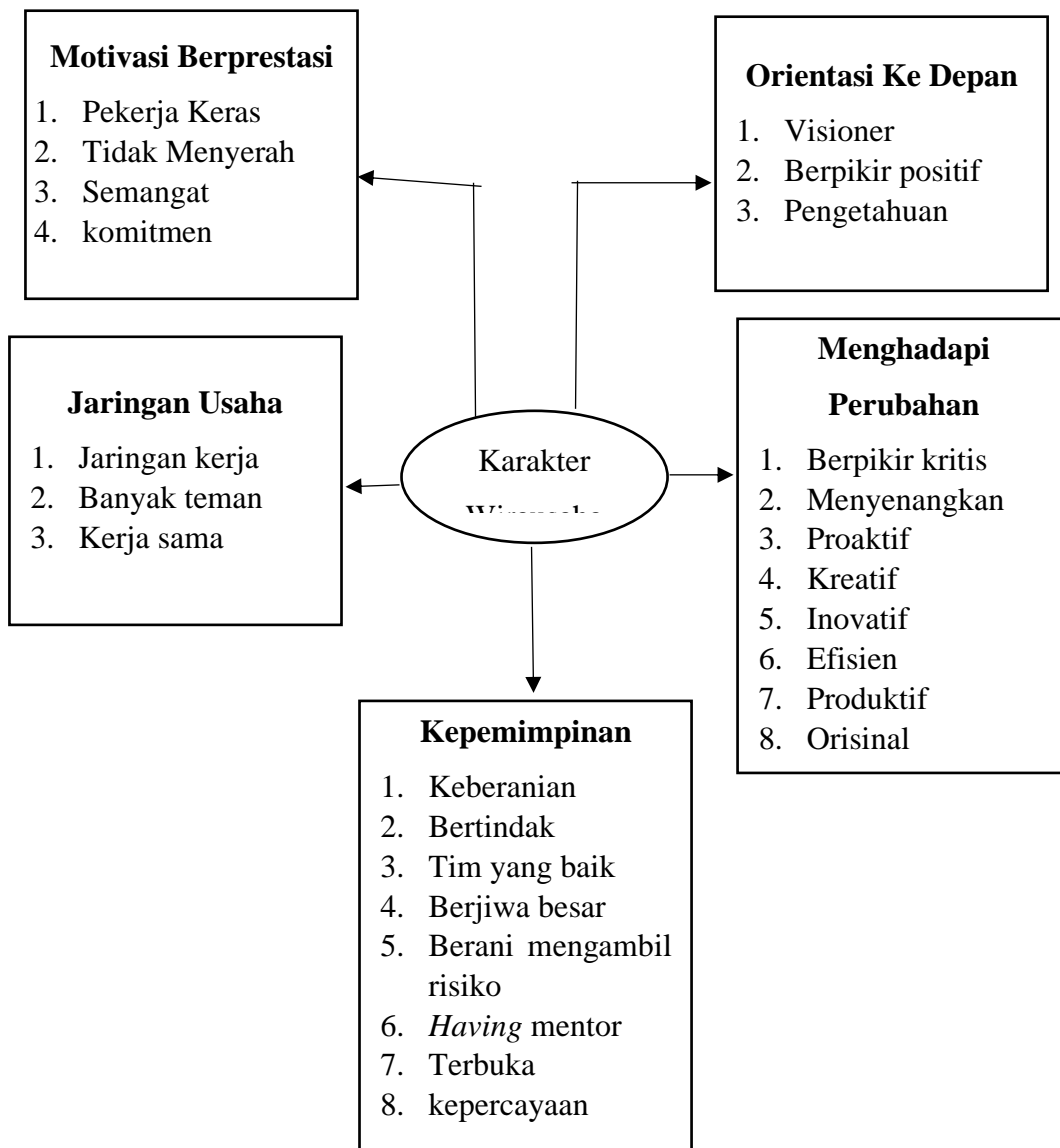 Motivasi Berprestasi
1. Pekerja Keras
2. Tidak Menyerah
3. Semangat
4. komitmen
Orientasi Ke Depan
1. Visioner
2. Berpikir positif
3. Pengetahuan
Jaringan Usaha
1. Jaringan kerja
2. Banyak teman
3. Kerja sama
Karakter
Menghadapi
Perubahan
1. Berpikir kritis
2. Menyenangkan
3. Proaktif
4. Kreatif
5. Inovatif
6. Efisien
7. Produktif
8. Orisinal
Kepemimpinan
1. Keberanian
2. Bertindak
3. Tim yang baik
4. Berjiwa besar
5. Berani mengambil
risiko
6. Having mentor
7. Terbuka
8. kepercayaan